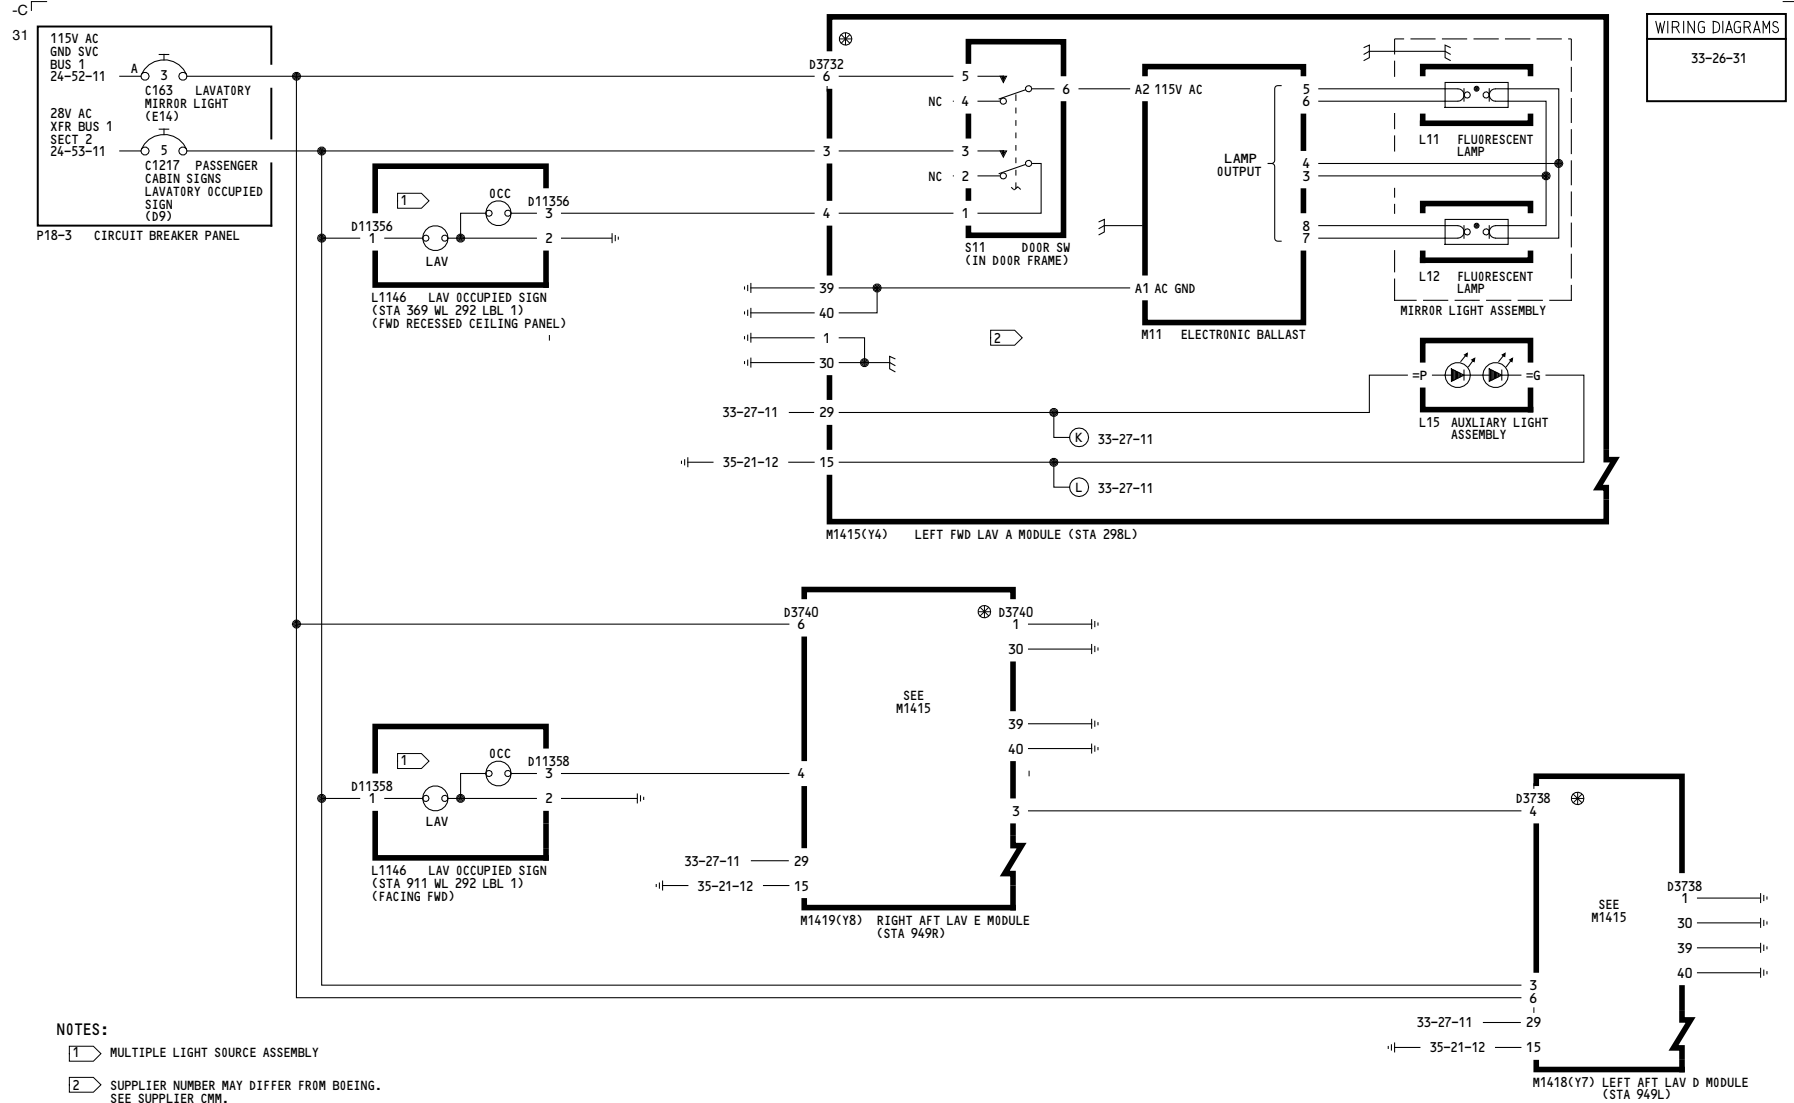 -C
31
115V AC
GND SVC
BUS 1
24-52-11
A
3
C163 LAVATORY
MIRROR LIGHT
(E14)
28V AC
XFR BUS 1
SECT 2
24-53-11
5
C1217 PASSENGER
CABIN SIGNS
LAVATORY OCCUPIED
SIGN
(D9)
P18-3 CIRCUIT BREAKER PANEL
1
OCC
D11356
3
D11356
1
2
LAV
L1146 LAV OCCUPIED SIGN
(STA 369 WL 292 LBL 1)
(FWD RECESSED CEILING PANEL)
D3732
6
3
4
39
40
1
30
33-27-11
29
35-21-12
15
5
NC
4
6
3
NC
2
1
S11 DOOR SW
(IN DOOR FRAME)
2
A2 115V AC
LAMP
OUTPUT
5
6
4
3
8
7
A1 AC GND
M11 ELECTRONIC BALLAST
L11 FLUORESCENT
LAMP
L12 FLUORESCENT
LAMP
MIRROR LIGHT ASSEMBLY
=P
=G
L15 AUXLIARY LIGHT
ASSEMBLY
K
33-27-11
L
33-27-11
M1415(Y4) LEFT FWD LAV A MODULE (STA 298L)
WIRING DIAGRAMS
33-26-31
D3740
6
D3740
1
30
SEE
M1415
39
40
4
3
33-27-11
29
35-21-12
15
M1419(Y8) RIGHT AFT LAV E MODULE
(STA 949R)
1
OCC
D11358
3
D11358
1
2
LAV
L1146 LAV OCCUPIED SIGN
(STA 911 WL 292 LBL 1)
(FACING FWD)
D3738
4
D3738
1
SEE
M1415
30
39
40
3
6
33-27-11
29
35-21-12
15
M1418(Y7) LEFT AFT LAV D MODULE
(STA 949L)
NOTES:
1 MULTIPLE LIGHT SOURCE ASSEMBLY
2 SUPPLIER NUMBER MAY DIFFER FROM BOEING.
SEE SUPPLIER CMM.